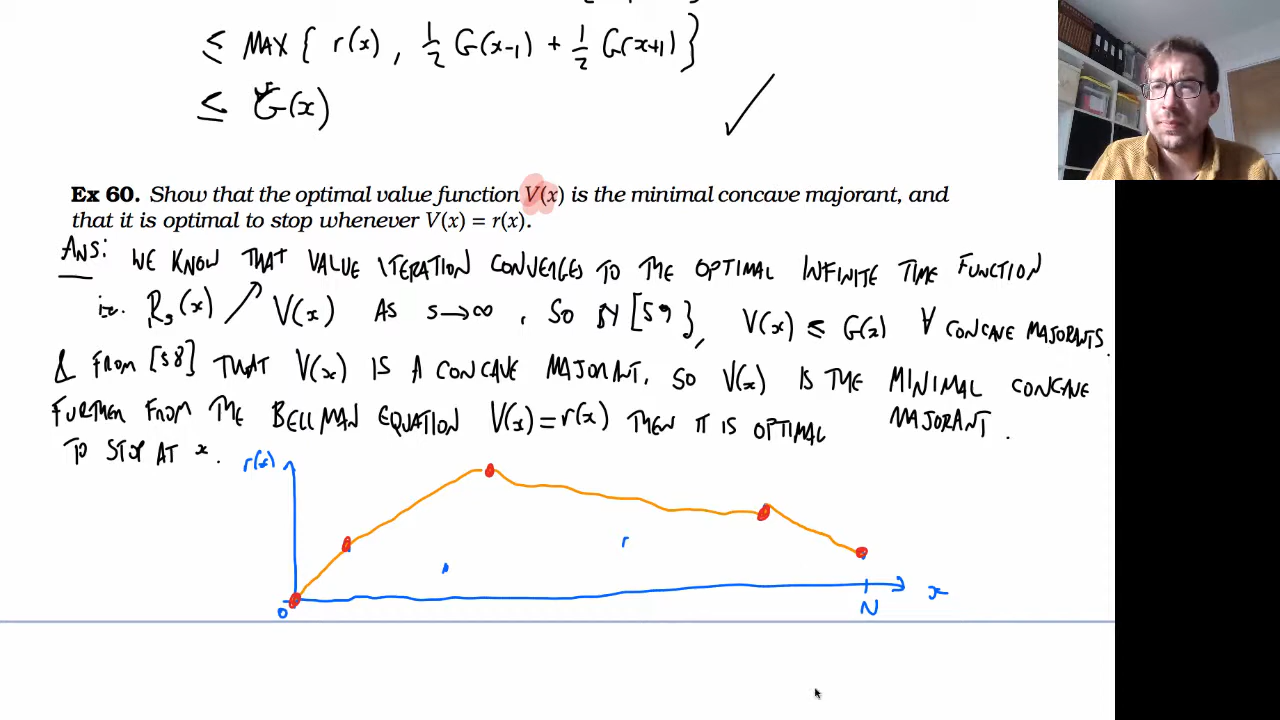 ≤ MAX { r(x) , 1/2 G(x-1) + 1/2 G(x+1) }
≤ G(x)
Ex 60. Show that the optimal value function V(x) is the minimal concave majorant, and
that it is optimal to stop whenever V(x) = r(x).
Ans: WE KNOW THAT VALUE ITERATION CONVERGES TO THE OPTIMAL INFINITE TIME FUNCTION
i.e. Rs(x) ↗ V(x) AS s→∞ , So BY [59], V(x) ≤ G(x) ∀ CONCAVE MAJORANTS.
& FROM [58] THAT V(x) IS A CONCAVE MAJORANT. SO V(x) IS THE MINIMAL CONCAVE
MAJORANT.
FURTHER FROM THE BELLMAN EQUATION V(x)=r(x) THEN IT IS OPTIMAL
TO STOP AT x.
r(x)
0
N
x